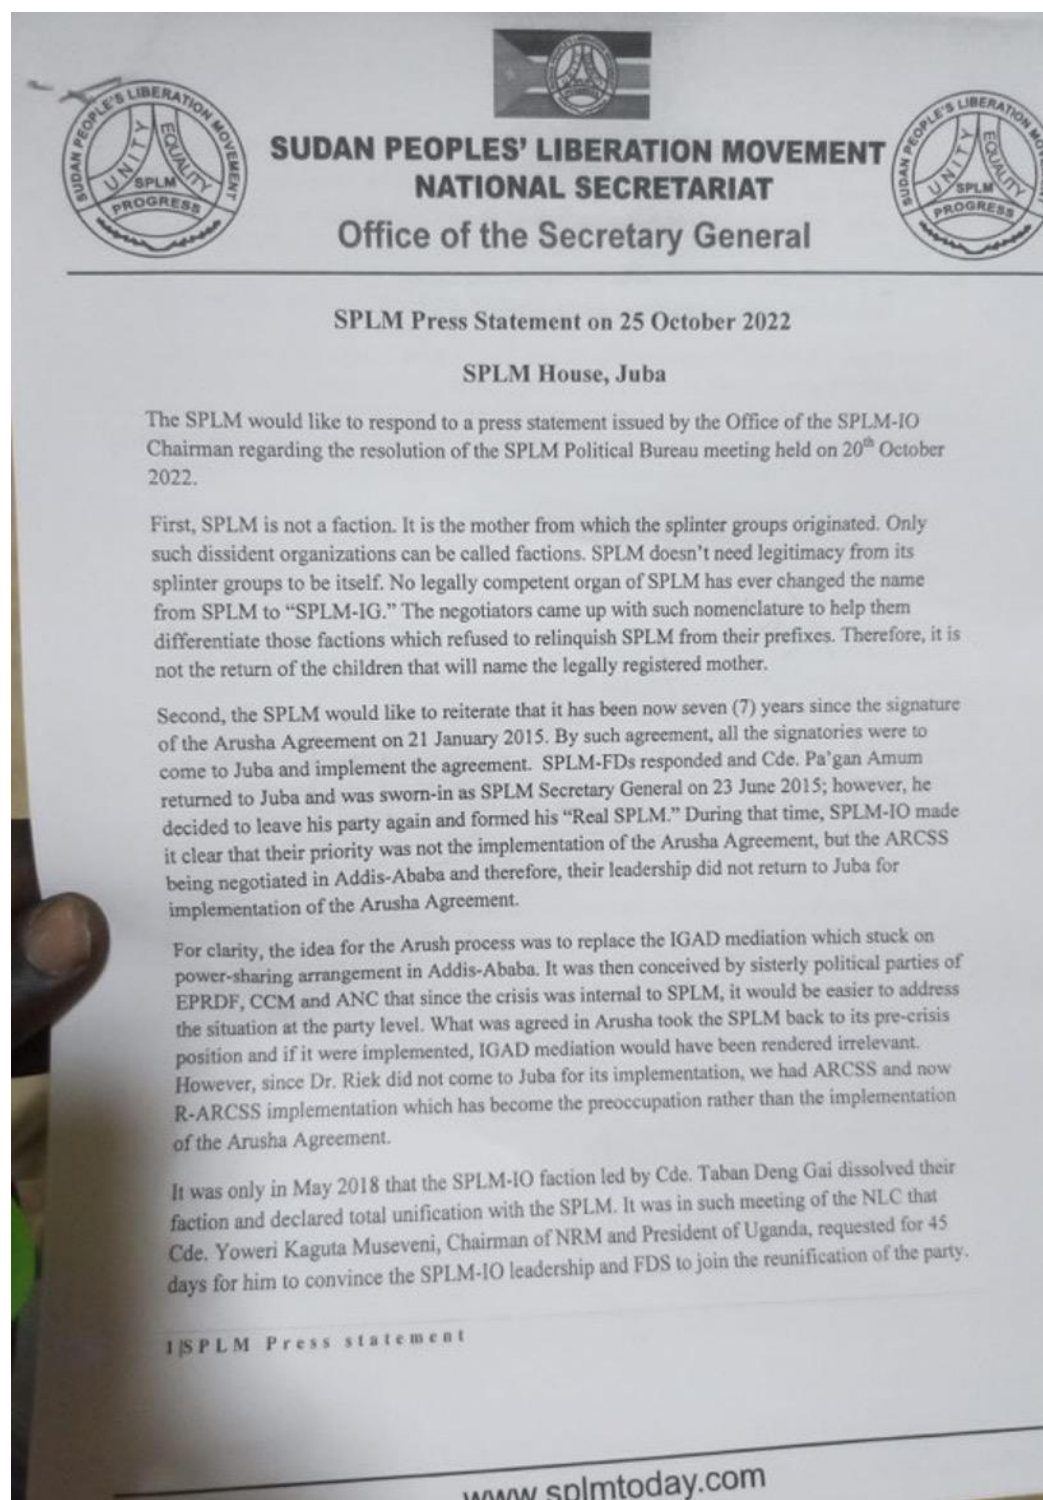 SUDAN PEOPLE'S LIBERATION MOVEMENT
UNITY
EQUALITY
SPLM
PROGRESS
UNITY
SUDAN PEOPLE'S LIBERATION
UNITY
EQUALITY
SPLM
PROGRESS
SUDAN PEOPLES' LIBERATION MOVEMENT
NATIONAL SECRETARIAT
Office of the Secretary General
SPLM Press Statement on 25 October 2022
SPLM House, Juba
The SPLM would like to respond to a press statement issued by the Office of the SPLM-IO
Chairman regarding the resolution of the SPLM Political Bureau meeting held on 20th October
2022.
First, SPLM is not a faction. It is the mother from which the splinter groups originated. Only
such dissident organizations can be called factions. SPLM doesn't need legitimacy from its
splinter groups to be itself. No legally competent organ of SPLM has ever changed the name
from SPLM to "SPLM-IG." The negotiators came up with such nomenclature to help them
differentiate those factions which refused to relinquish SPLM from their prefixes. Therefore, it is
not the return of the children that will name the legally registered mother.
Second, the SPLM would like to reiterate that it has been now seven (7) years since the signature
of the Arusha Agreement on 21 January 2015. By such agreement, all the signatories were to
come to Juba and implement the agreement. SPLM-FDs responded and Cde. Pa'gan Amum
returned to Juba and was sworn-in as SPLM Secretary General on 23 June 2015; however, he
decided to leave his party again and formed his "Real SPLM." During that time, SPLM-IO made
it clear that their priority was not the implementation of the Arusha Agreement, but the ARCSS
being negotiated in Addis-Ababa and therefore, their leadership did not return to Juba for
implementation of the Arusha Agreement.
For clarity, the idea for the Arush process was to replace the IGAD mediation which stuck on
power-sharing arrangement in Addis-Ababa. It was then conceived by sisterly political parties of
EPRDF, CCM and ANC that since the crisis was internal to SPLM, it would be easier to address
the situation at the party level. What was agreed in Arusha took the SPLM back to its pre-crisis
position and if it were implemented, IGAD mediation would have been rendered irrelevant.
However, since Dr. Riek did not come to Juba for its implementation, we had ARCSS and now
R-ARCSS implementation which has become the preoccupation rather than the implementation
of the Arusha Agreement.
It was only in May 2018 that the SPLM-IO faction led by Cde. Taban Deng Gai dissolved their
faction and declared total unification with the SPLM. It was in such meeting of the NLC that
Cde. Yoweri Kaguta Museveni, Chairman of NRM and President of Uganda, requested for 45
days for him to convince the SPLM-IO leadership and FDS to join the reunification of the party.
1|SPLM Press statement
www.splmtoday.com